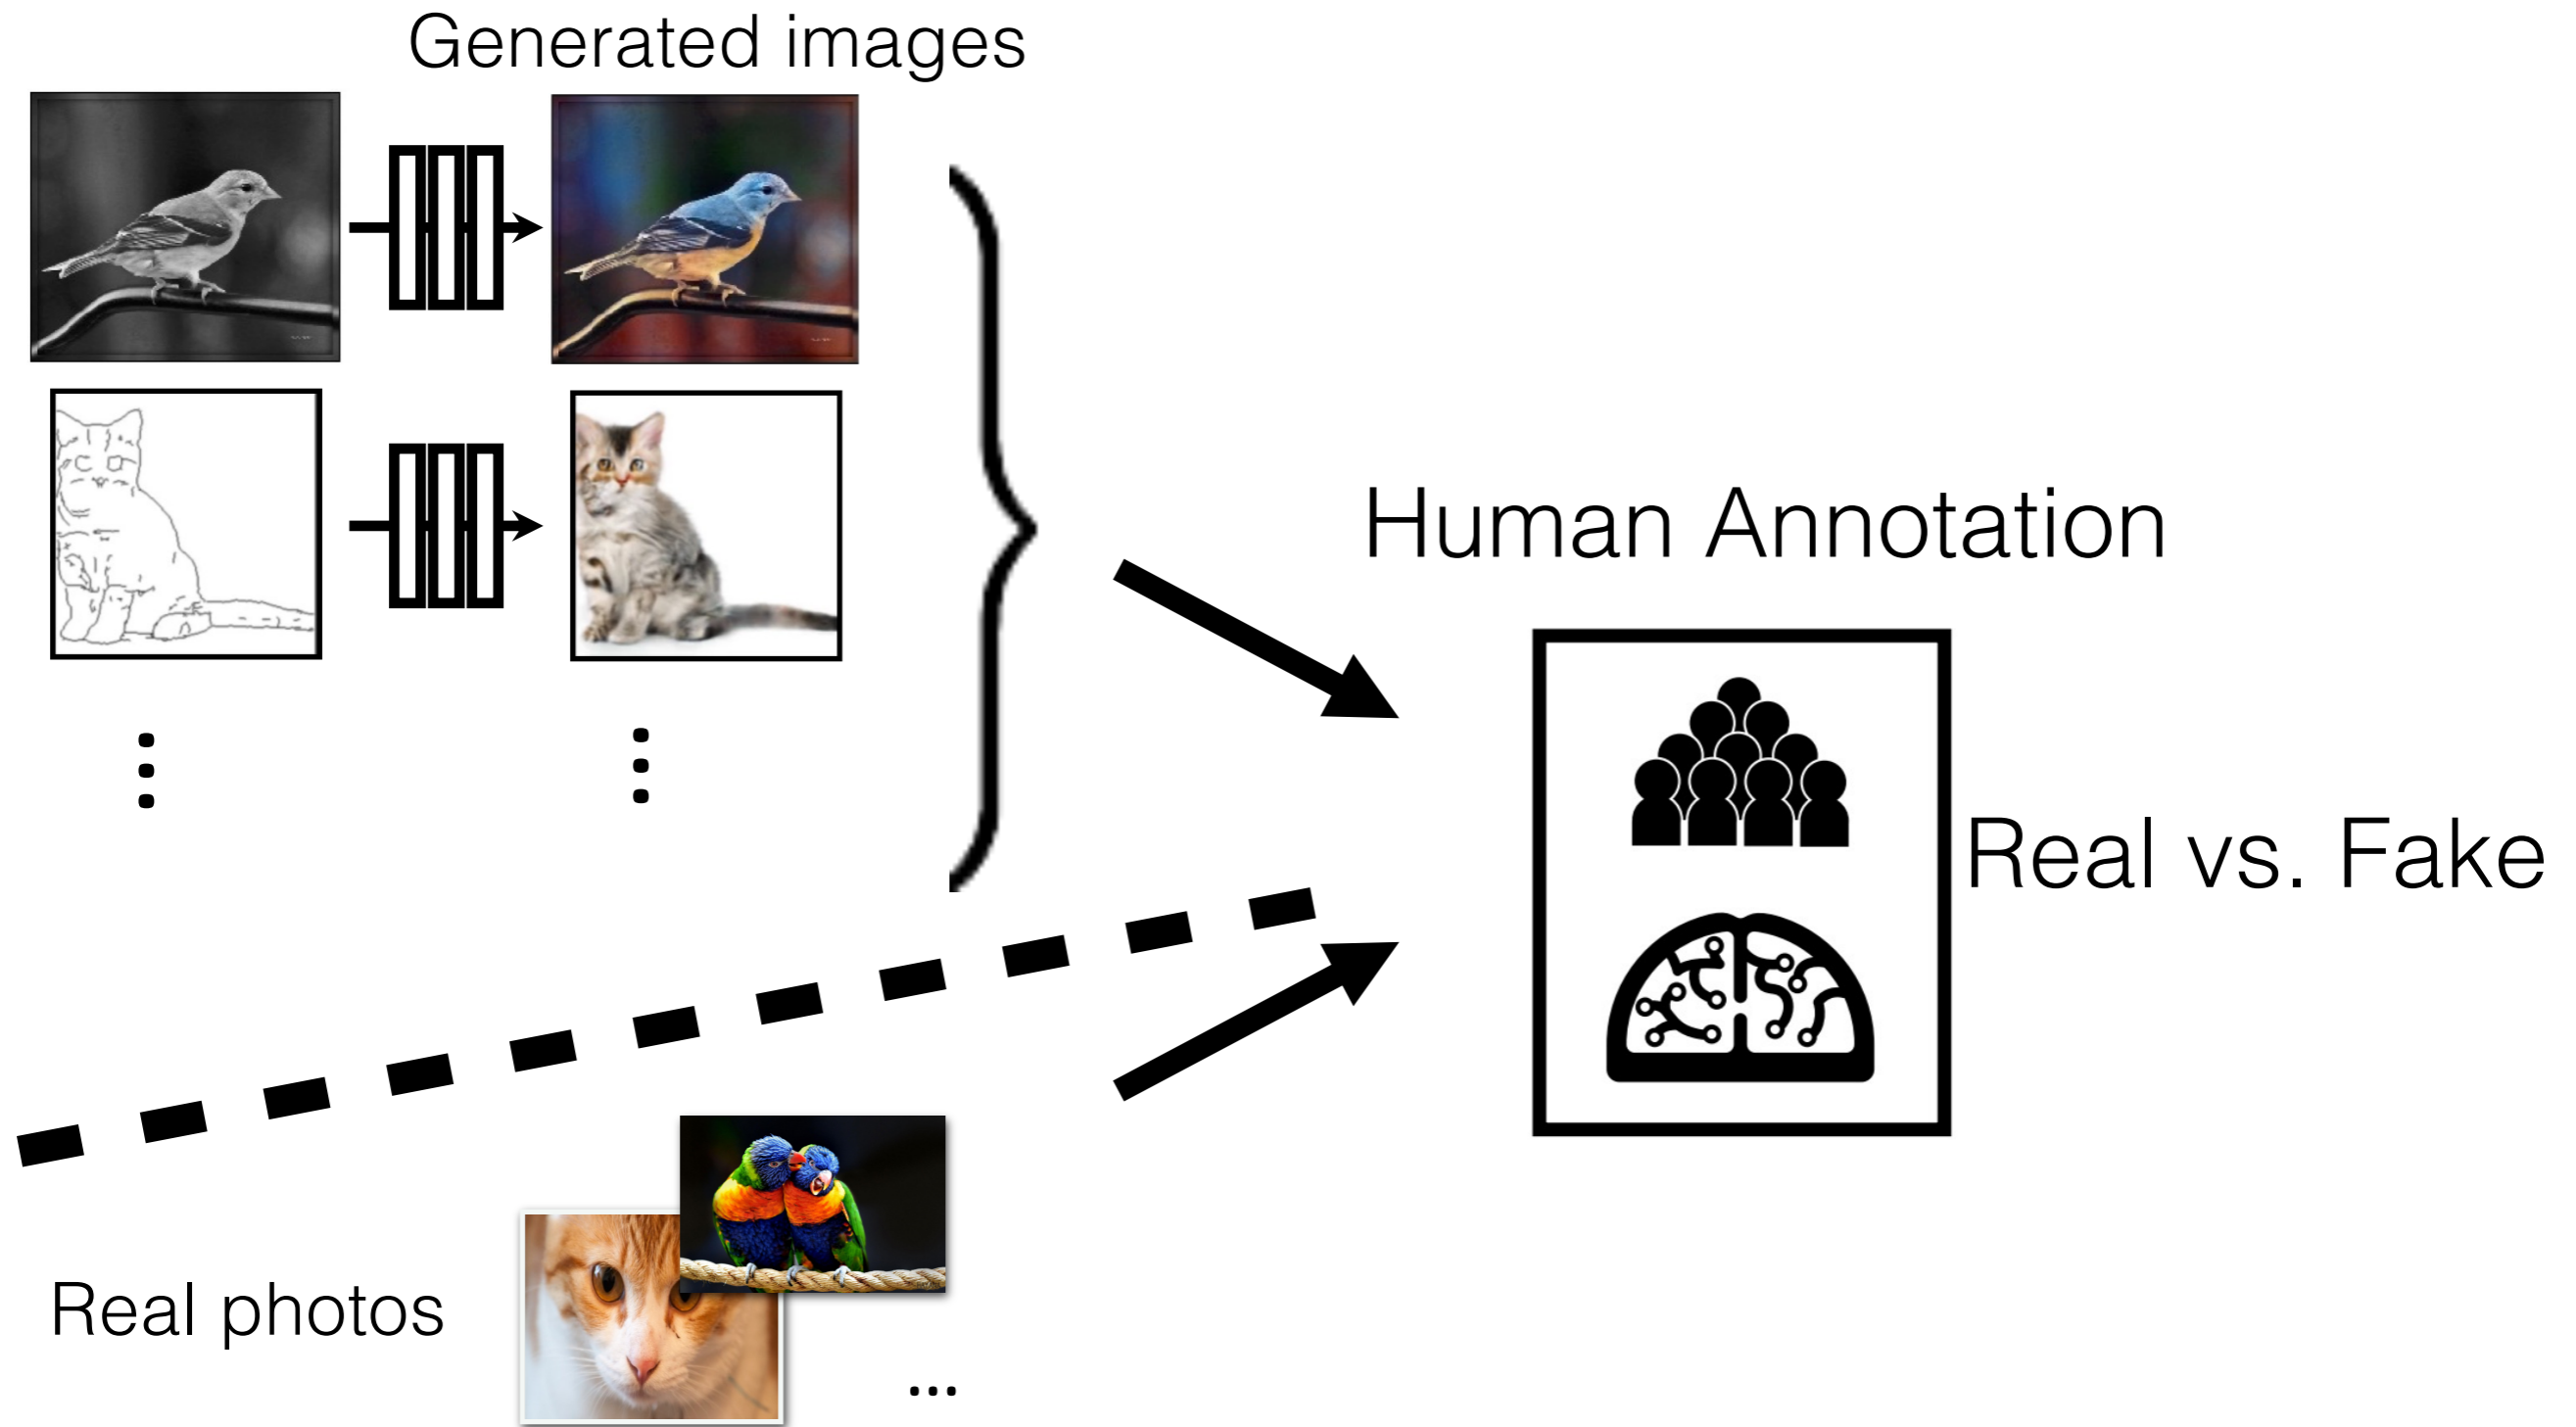 Generated images
Human Annotation
Real vs. Fake
Real photos
...